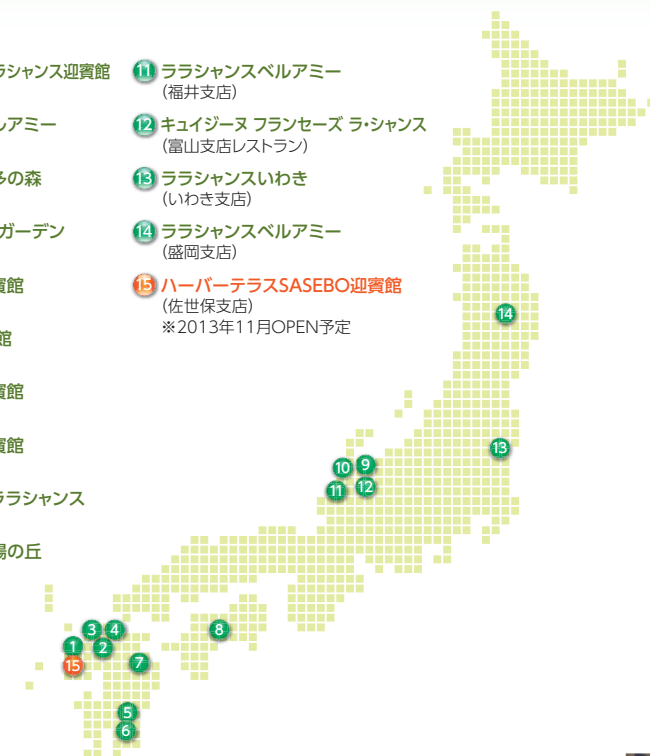 ラシャンス迎賓館
ルアミー
多の森
ガーデン
賓館
館
賓館
賓館
ララシャンス
陽の丘
11 ララシャンスベルアミー
(福井支店)
12 キュイジーヌ フランセーズ ラ・シャンス
(富山支店レストラン)
13 ララシャンスいわき
(いわき支店)
14 ララシャンスベルアミー
(盛岡支店)
15 ハーバーテラスSASEBO迎賓館
(佐世保支店)
※2013年11月OPEN予定
14
13
10 9
11 12
3 4 8
1 2
15 7
5
6